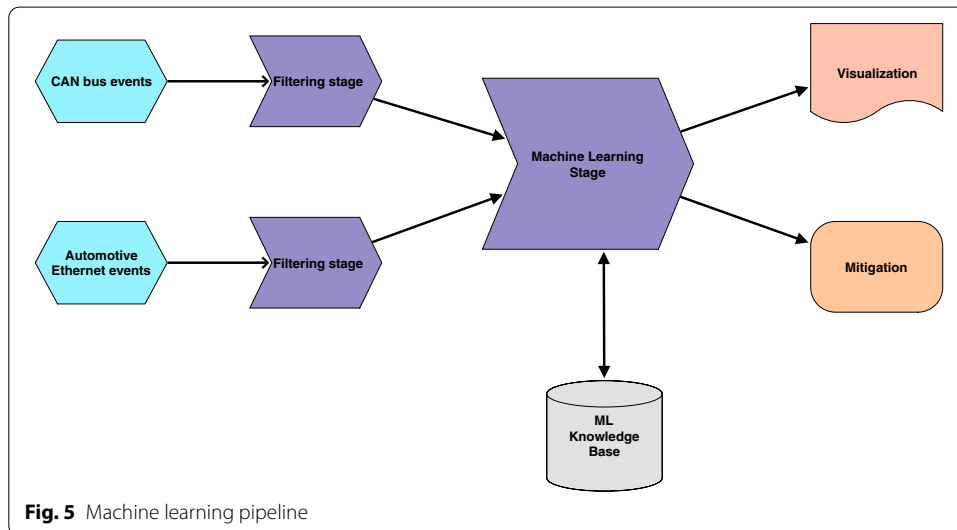 CAN bus events
Filtering stage
Visualization
Machine Learning
Stage
Automotive
Ethernet events
Filtering stage
Mitigation
ML
Knowledge
Base
Fig. 5 Machine learning pipeline